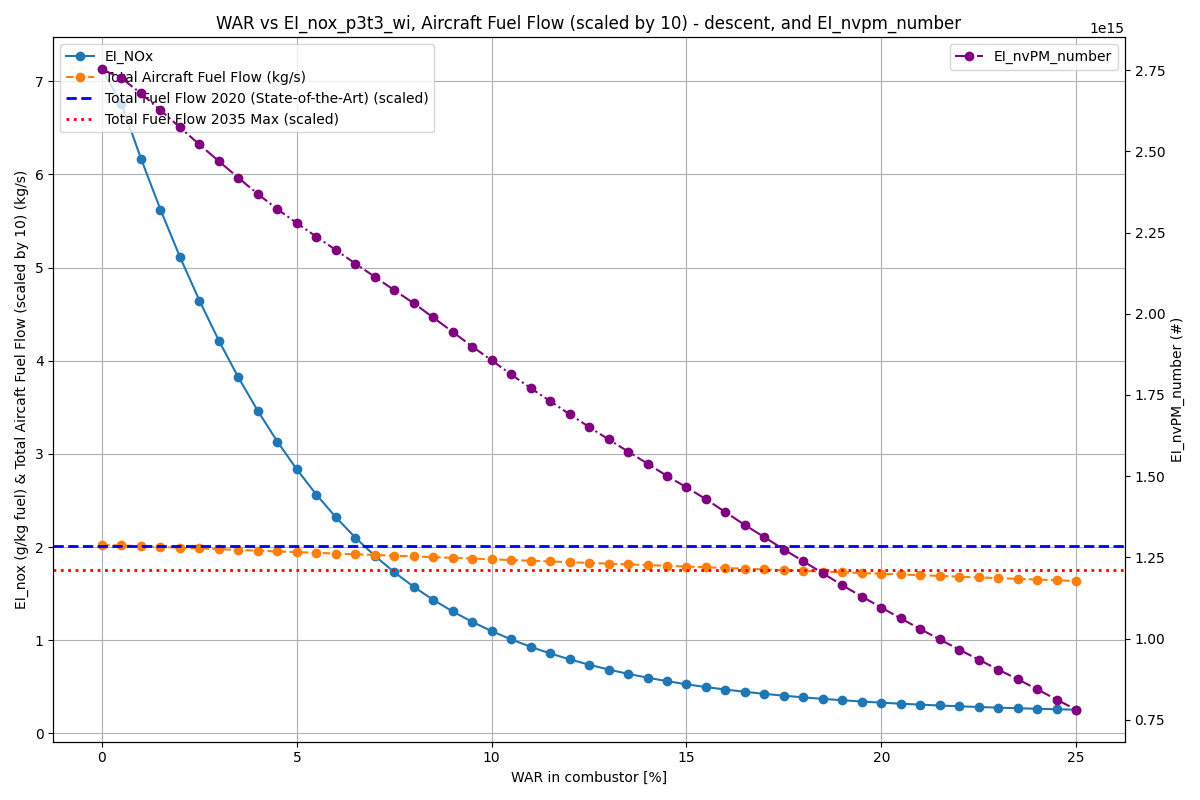 WAR vs EI_nox_p3t3_wi, Aircraft Fuel Flow (scaled by 10) - descent, and EI_nvpm_number
1e15
EI_NOx
Total Aircraft Fuel Flow (kg/s)
Total Fuel Flow 2020 (State-of-the-Art) (scaled)
Total Fuel Flow 2035 Max (scaled)
EI_nvPM_number
7
6
5
4
3
2
1
0
EI_nox (g/kg fuel) & Total Aircaft Fuel Flow (scaled by 10) (kg/s)
2.75
2.50
2.25
2.00
1.75
1.50
1.25
1.00
0.75
EI_nvPM_number (#)
0
5
10
15
20
25
WAR in combustor [%]